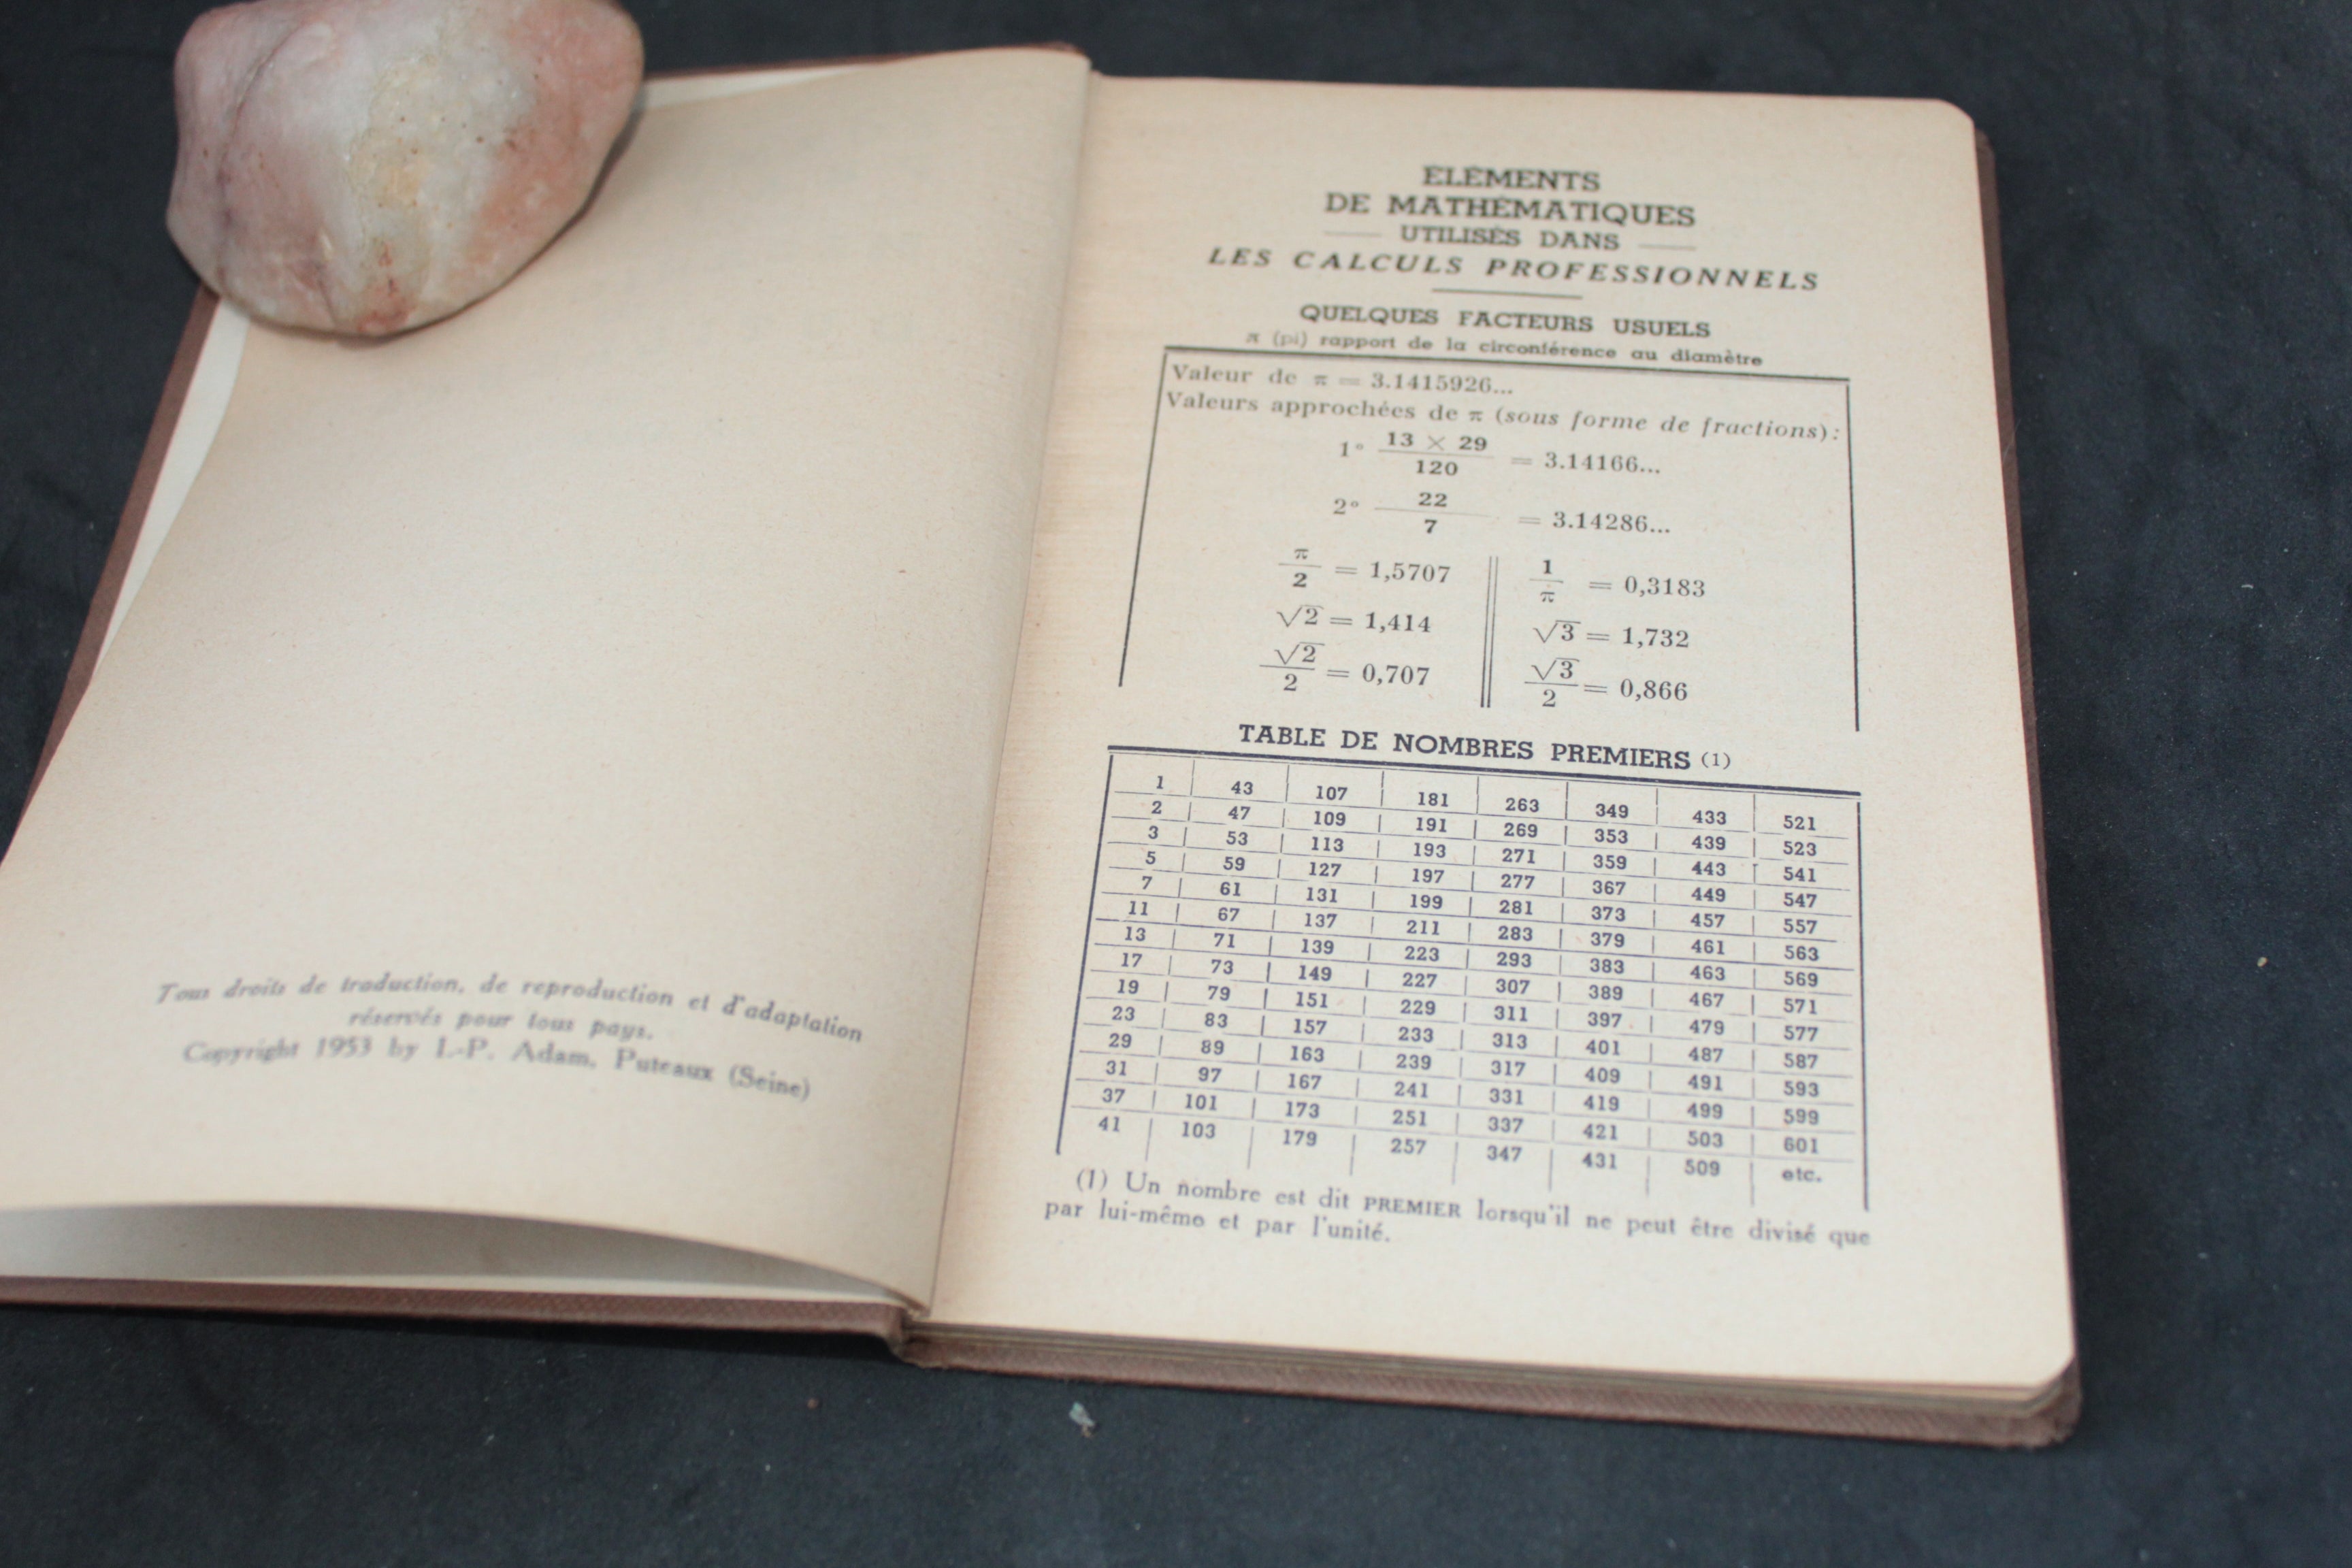 Tous droits de traduction, de reproduction et d'adaptation
réservés pour tous pays.
Copyright 1953 by L.-P. Adam, Puteaux (Seine)
ÉLÉMENTS
DE MATHÉMATIQUES
UTILISÉS DANS
LES CALCULS PROFESSIONNELS
QUELQUES FACTEURS USUELS
π (pi) rapport de la circonférence au diamètre
Valeur de π = 3.1415926...
Valeurs approchées de π (sous forme de fractions):
1° 13 × 29 / 120 = 3.14166...
2° 22 / 7 = 3.14286...
π / 2 = 1,5707 1 / π = 0,3183
√2 = 1,414 √3 = 1,732
√2 / 2 = 0,707 √3 / 2 = 0,866
TABLE DE NOMBRES PREMIERS (1)
1 43 107 181 263 349 433 521
2 47 109 191 269 353 439 523
3 53 113 193 271 359 443 541
5 59 127 197 277 367 449 547
7 61 131 199 281 373 457 557
11 67 137 211 283 379 461 563
13 71 139 223 293 383 463 569
17 73 149 227 307 389 467 571
19 79 151 229 311 397 479 577
23 83 157 233 313 401 487 587
29 89 163 239 317 409 491 593
31 97 167 241 331 419 499 599
37 101 173 251 337 421 503 601
41 103 179 257 347 431 509 etc.
(1) Un nombre est dit PREMIER lorsqu'il ne peut être divisé que
par lui-même et par l'unité.